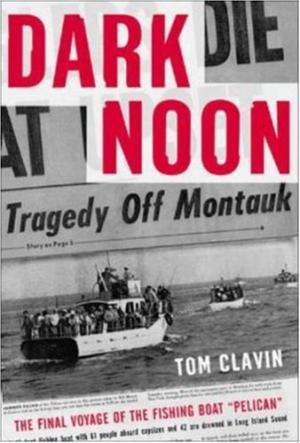 DARK DIE
AT NOON
Tragedy Off Montauk
Story on Page 3
TOM CLAVIN
THE FINAL VOYAGE OF THE FISHING BOAT "PELICAN"
fishing boat with 61 people aboard capsizes and 42 are drowned in Long Island Sound